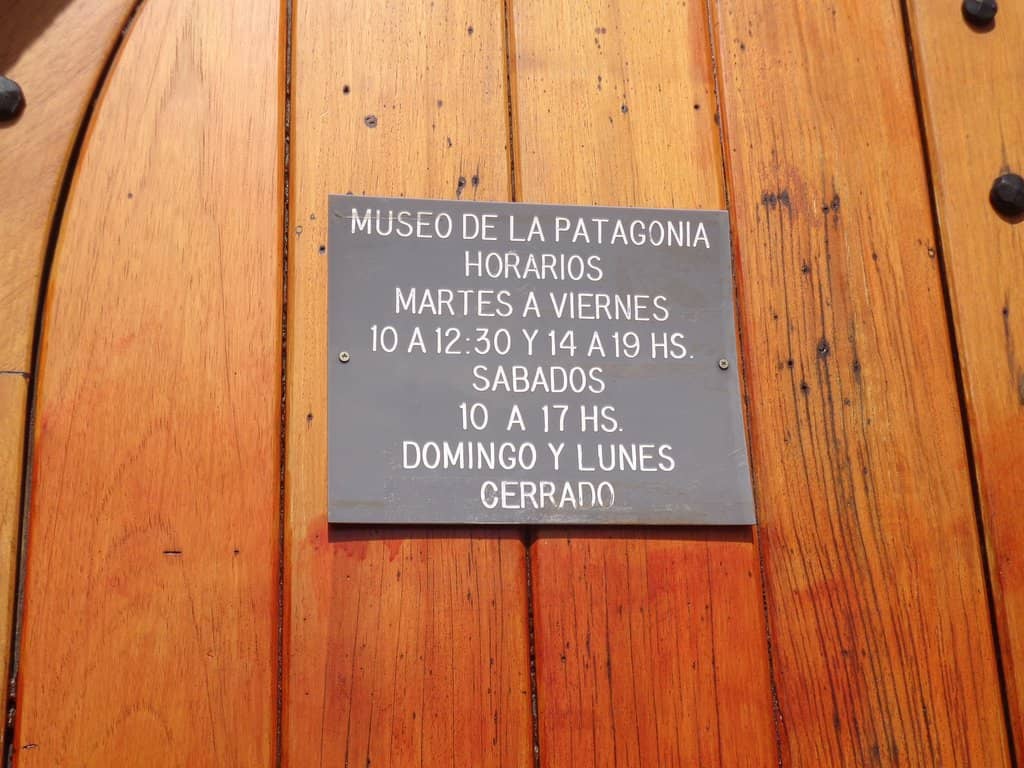 MUSEO DE LA PATAGONIA
HORARIOS
MARTES A VIERNES
10 A 12:30 Y 14 A 19 HS.
SABADOS
10 A 17 HS.
DOMINGO Y LUNES
CERRADO